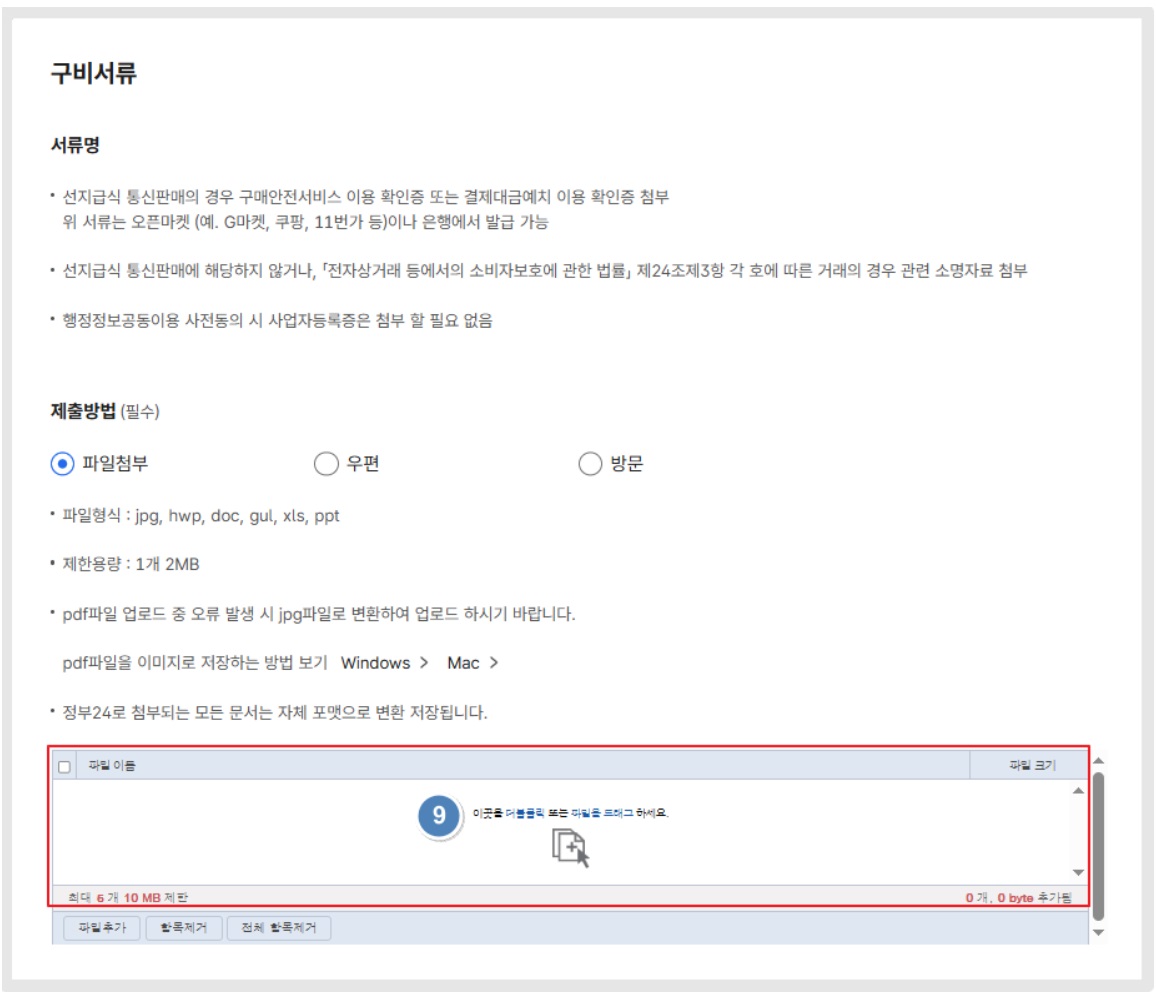 구비서류
서류명
• 선지급식 통신판매의 경우 구매안전서비스 이용 확인증 또는 결제대금예치 이용 확인증 첨부
위 서류는 오픈마켓 (예. G마켓, 쿠팡, 11번가 등)이나 은행에서 발급 가능
• 선지급식 통신판매에 해당하지 않거나, 「전자상거래 등에서의 소비자보호에 관한 법률」 제24조제3항 각 호에 따른 거래의 경우 관련 소명자료 첨부
• 행정정보공동이용 사전동의 시 사업자등록증은 첨부 할 필요 없음
제출방법 (필수)
파일첨부 우편 방문
• 파일형식 : jpg, hwp, doc, gul, xls, ppt
• 제한용량 : 1개 2MB
• pdf파일 업로드 중 오류 발생 시 jpg파일로 변환하여 업로드 하시기 바랍니다.
pdf파일을 이미지로 저장하는 방법 보기 Windows > Mac >
• 정부24로 첨부되는 모든 문서는 자체 포맷으로 변환 저장됩니다.
파일 이름 파일 크기
9 이곳을 더블클릭 또는 파일을 드래그 하세요.
최대 5 개 10 MB 제한 0 개, 0 byte 추가됨
파일추가 항목제거 전체 항목제거